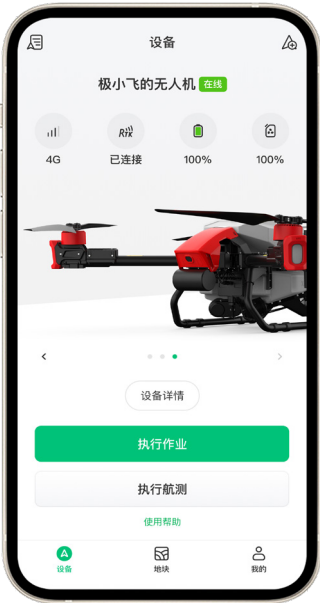 设备
极小飞的无人机 在线
4G 已连接 100% 100%
设备详情
执行作业
执行航测
使用帮助
设备 地块 我的